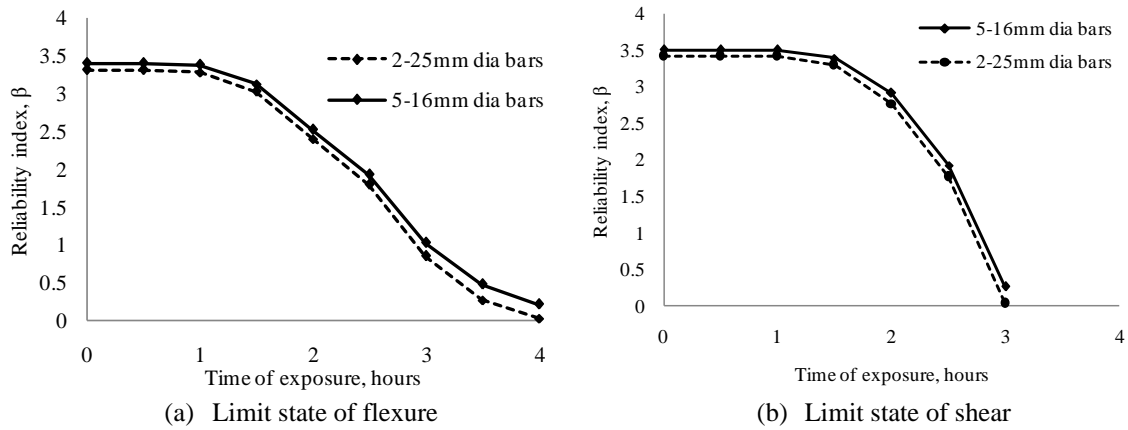 4
3.5
3
2.5
2
1.5
1
0.5
0
Reliability index, β
2-25mm dia bars
5-16mm dia bars
0 1 2 3 4
Time of exposure, hours
(a) Limit state of flexure
4
3.5
3
2.5
2
1.5
1
0.5
0
Reliability index, β
5-16mm dia bars
2-25mm dia bars
0 1 2 3 4
Time of exposure, hours
(b) Limit state of shear